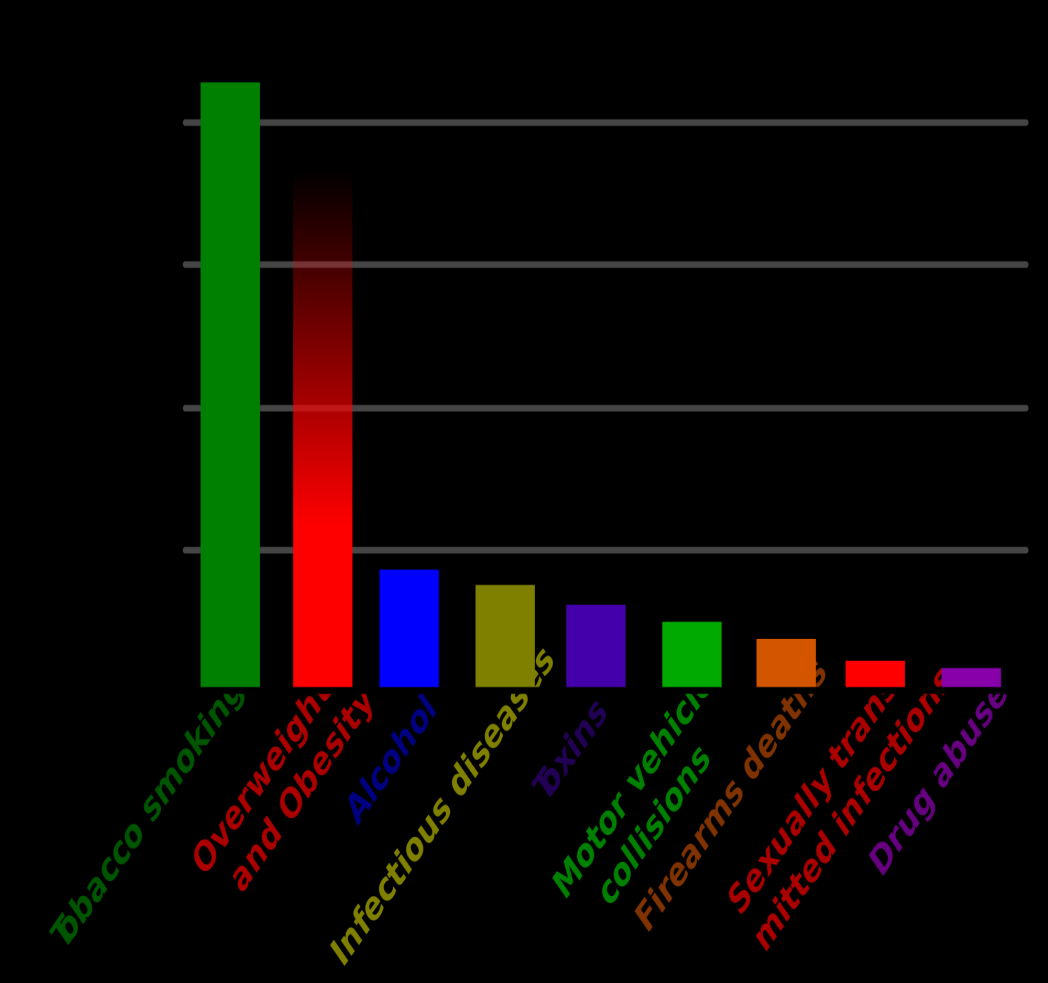 Tobacco smoking
Overweight
and Obesity
Alcohol
Infectious diseases
Toxins
Motor vehicle
collisions
Firearms deaths
Sexually trans
mitted infections
Drug abuse